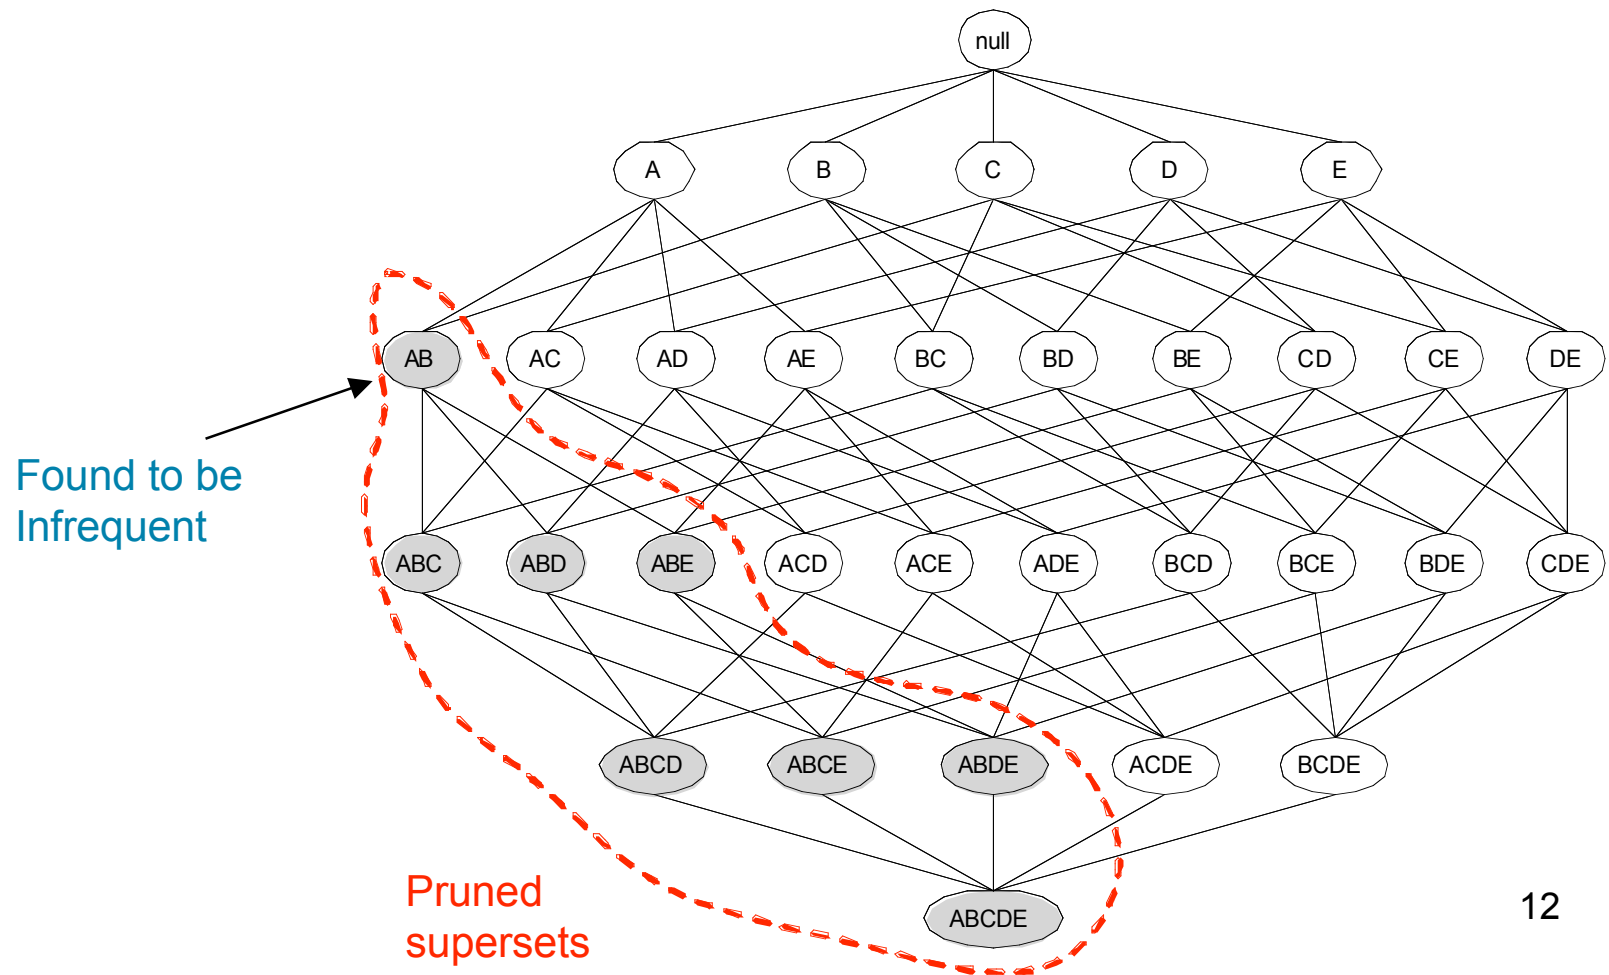 null
A B C D E
AB AC AD AE BC BD BE CD CE DE
Found to be
Infrequent
ABC ABD ABE ACD ACE ADE BCD BCE BDE CDE
ABCD ABCE ABDE ACDE BCDE
Pruned
supersets
ABCDE
12